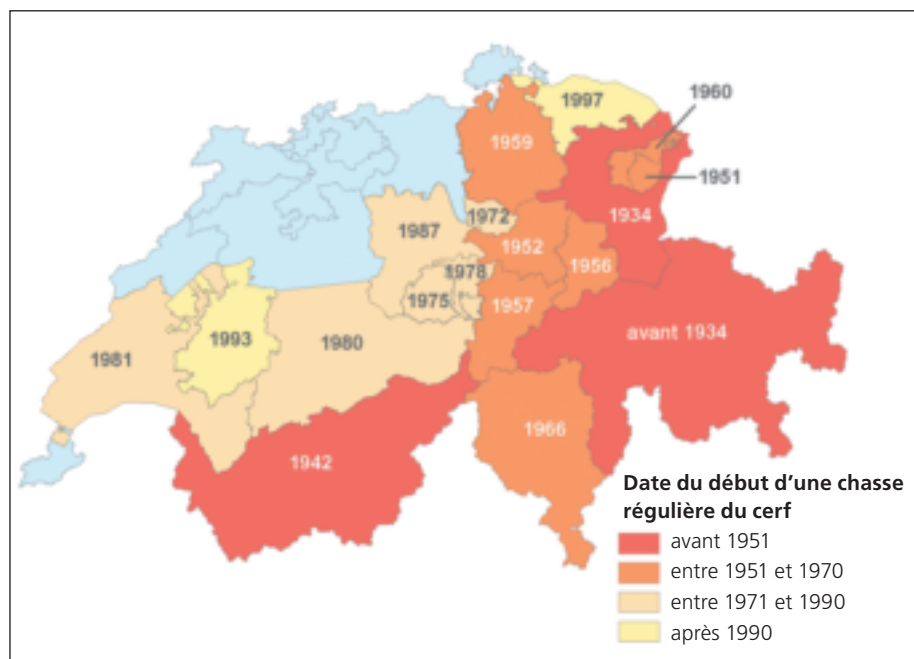 1997
1960
1959
1951
1972
1934
1987
1952
1978
1956
1975
1957
avant 1934
1993
1980
1981
1966
1942
Date du début d’une chasse
régulière du cerf
avant 1951
entre 1951 et 1970
entre 1971 et 1990
après 1990